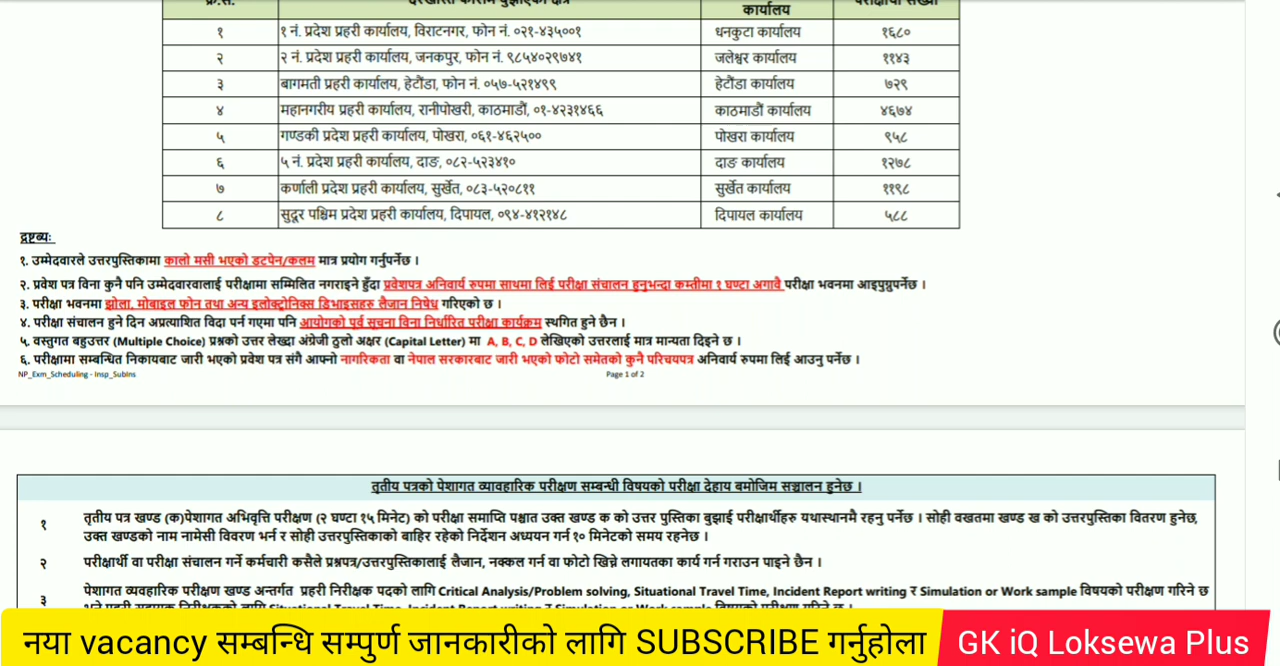 कार्यालय
१ १ नं. प्रदेश प्रहरी कार्यालय, विराटनगर, फोन नं. ०२१-४३५००१ धनकुटा कार्यालय १६८०
२ २ नं. प्रदेश प्रहरी कार्यालय, जनकपुर, फोन नं. ९८५४०२९७४१ जलेश्वर कार्यालय ११४३
३ बागमती प्रहरी कार्यालय, हेटौंडा, फोन नं. ०५७-५२१४९९ हेटौंडा कार्यालय ७२९
४ महानगरीय प्रहरी कार्यालय, रानीपोखरी, काठमाडौं, ०१-४२३१४६६ काठमाडौं कार्यालय ४६७४
५ गण्डकी प्रदेश प्रहरी कार्यालय, पोखरा, ०६१-४६२५०० पोखरा कार्यालय ९५८
६ ५ नं. प्रदेश प्रहरी कार्यालय, दाङ, ०८२-५२३४१० दाङ कार्यालय १२७८
७ कर्णाली प्रदेश प्रहरी कार्यालय, सुर्खेत, ०८३-५२०८११ सुर्खेत कार्यालय ११९८
८ सुदूर पश्चिम प्रदेश प्रहरी कार्यालय, दिपायल, ०९४-४१२१४८ दिपायल कार्यालय ५८८
द्रष्टब्यः
१. उम्मेदवारले उत्तरपुस्तिकामा कालो मसी भएको डटपेन/कलम मात्र प्रयोग गर्नुपर्नेछ ।
२. प्रवेश पत्र विना कुनै पनि उम्मेदवारवालाई परीक्षामा सम्मिलित नगराइने हुँदा प्रवेशपत्र अनिवार्य रुपमा साथमा लिई परीक्षा संचालन हुनुभन्दा कम्तीमा १ घण्टा अगावै परीक्षा भवनमा आइपुग्नुपर्नेछ ।
३. परीक्षा भवनमा झोला, मोबाइल फोन तथा अन्य इलोक्ट्रोनिक्स डिभाइसहरु लैजान निषेध गरिएको छ ।
४. परीक्षा संचालन हुने दिन अप्रत्याशित विदा पर्न गएमा पनि आयोगको पूर्व सूचना विना निर्धारित परीक्षा कार्यक्रम स्थगित हुने छैन ।
५. वस्तुगत बहुउत्तर (Multiple Choice) प्रश्नको उत्तर लेख्दा अंग्रेजी ठुलो अक्षर (Capital Letter) मा A, B, C, D लेखिएको उत्तरलाई मात्र मान्यता दिइने छ ।
६. परीक्षामा सम्बन्धित निकायबाट जारी भएको प्रवेश पत्र संगै आफ्नो नागरिकता वा नेपाल सरकारबाट जारी भएको फोटो समेतको कुनै परिचयपत्र अनिवार्य रुपमा लिई आउनु पर्नेछ ।
NP_Exm_Scheduling - Insp_SubIns Page 1 of 2
तृतीय पत्रको पेशागत व्यावहारिक परीक्षण सम्बन्धी विषयको परीक्षा देहाय बमोजिम सञ्चालन हुनेछ ।
१ तृतीय पत्र खण्ड (क)पेशागत अभिवृत्ति परीक्षण (२ घण्टा १५ मिनेट) को परीक्षा समाप्ति पश्चात उक्त खण्ड क को उत्तर पुस्तिका बुझाई परीक्षार्थीहरु यथास्थानमै रहनु पर्नेछ । सोही वखतमा खण्ड ख को उत्तरपुस्तिका वितरण हुनेछ,
उक्त खण्डको नाम नामेसी विवरण भर्न र सोही उत्तरपुस्तिकाको बाहिर रहेको निर्देशन अध्ययन गर्न १० मिनेटको समय रहनेछ ।
२ परीक्षार्थी वा परीक्षा संचालन गर्ने कर्मचारी कसैले प्रश्नपत्र/उत्तरपुस्तिकालाई लैजान, नक्कल गर्न वा फोटो खिच्ने लगायतका कार्य गर्न गराउन पाइने छैन ।
३ पेशागत व्यवहारिक परीक्षण खण्ड अन्तर्गत प्रहरी निरीक्षक पदको लागि Critical Analysis/Problem solving, Situational Travel Time, Incident Report writing र Simulation or Work sample विषयको परीक्षण गरिने छ
नया vacancy सम्बन्धि सम्पुर्ण जानकारीको लागि SUBSCRIBE गर्नुहोला GK iQ Loksewa Plus